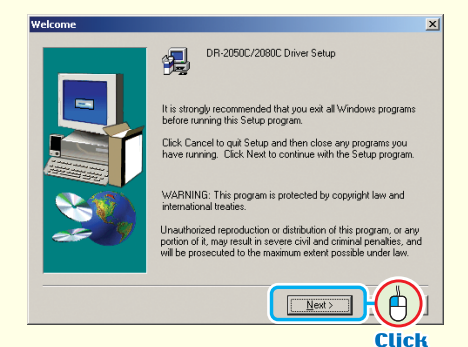 Welcome
DR-2050C/2080C Driver Setup
It is strongly recommended that you exit all Windows programs
before running this Setup program.
Click Cancel to quit Setup and then close any programs you
have running. Click Next to continue with the Setup program.
WARNING: This program is protected by copyright law and
international treaties.
Unauthorized reproduction or distribution of this program, or any
portion of it, may result in severe civil and criminal penalties, and
will be prosecuted to the maximum extent possible under law.
Next >
Click